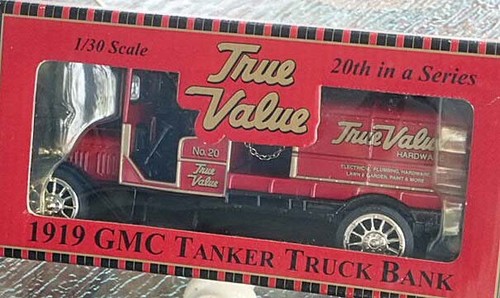 1/30 Scale
True
Value
20th in a Series
No. 20
True
Value
True Valu
HARDWA
ELECTRIC & PLUMBING, HARDWARE,
LAWN & GARDEN, PAINT & MORE
1919 GMC TANKER TRUCK BANK